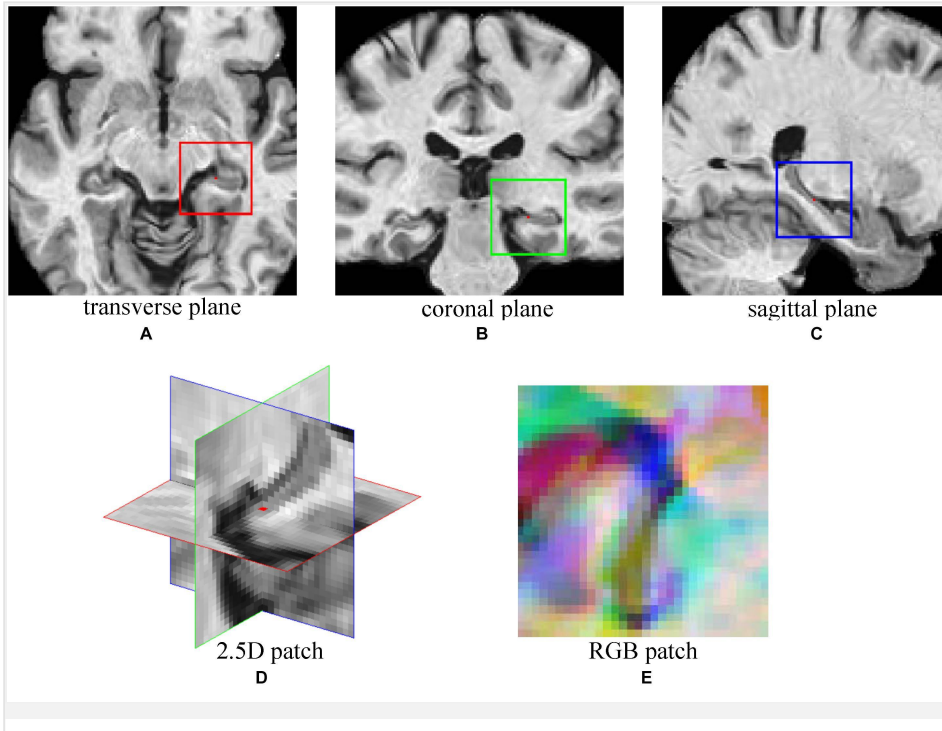 transverse plane
coronal plane
sagittal plane
A
B
C
2.5D patch
RGB patch
D
E